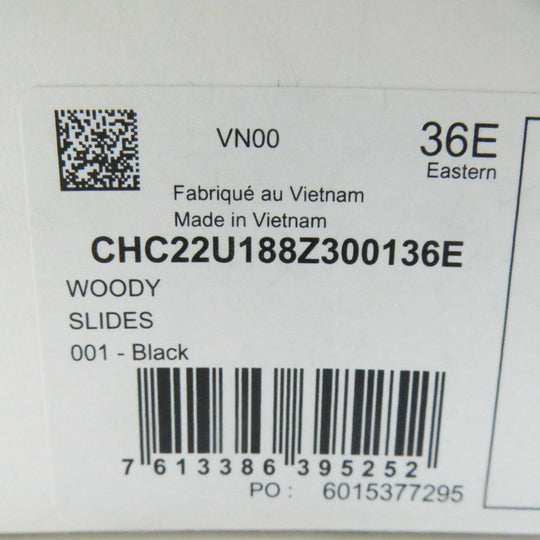 VN00
36E
Eastern
Fabriqué au Vietnam
Made in Vietnam
CHC22U188Z300136E
WOODY
SLIDES
001 - Black
7 613386 395252
PO : 6015377295